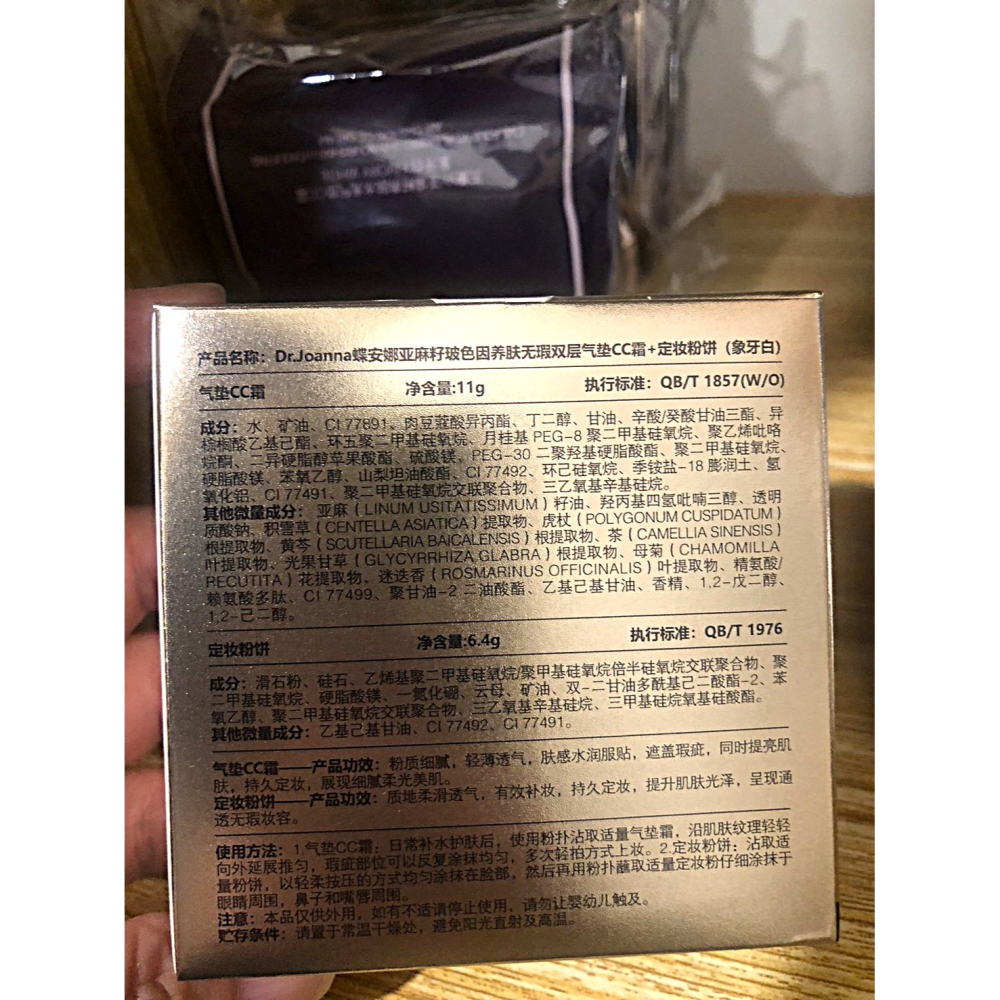 产品名称：Dr.Joanna蝶安娜亚麻籽玻色因养肤无瑕双层气垫CC霜+定妆粉饼（象牙白）
气垫CC霜 净含量:11g 执行标准：QB/T 1857(W/O)
成分：水、矿油、CI 77891、肉豆蔻酸异丙酯、丁二醇、甘油、辛酸/癸酸甘油三酯、异
棕榈酸乙基己酯、环五聚二甲基硅氧烷、月桂基 PEG-8 聚二甲基硅氧烷、聚乙烯吡咯
烷酮、二异硬脂醇苹果酸酯、硫酸镁、PEG-30 二聚羟基硬脂酸酯、聚二甲基硅氧烷、
硬脂酸镁、苯氧乙醇、山梨坦油酸酯、CI 77492、环己硅氧烷、季铵盐-18 膨润土、氢
氧化铝、CI 77491、聚二甲基硅氧烷交联聚合物、三乙氧基辛基硅烷。
其他微量成分：亚麻（LINUM USITATISSIMUM）籽油、羟丙基四氢吡喃三醇、透明
质酸钠、积雪草（CENTELLA ASIATICA）提取物、虎杖（POLYGONUM CUSPIDATUM）
根提取物、黄芩（SCUTELLARIA BAICALENSIS）根提取物、茶（CAMELLIA SINENSIS）
叶提取物、光果甘草（GLYCYRRHIZA GLABRA）根提取物、母菊（CHAMOMILLA
RECUTITA）花提取物、迷迭香（ROSMARINUS OFFICINALIS）叶提取物、精氨酸/
赖氨酸多肽、CI 77499、聚甘油-2 二油酸酯、乙基己基甘油、香精、1,2-戊二醇、
1,2-己二醇。
定妆粉饼 净含量:6.4g 执行标准：QB/T 1976
成分：滑石粉、硅石、乙烯基聚二甲基硅氧烷/聚甲基硅氧烷倍半硅氧烷交联聚合物、聚
二甲基硅氧烷、硬脂酸镁、一氮化硼、云母、矿油、双-二甘油多酰基己二酸酯-2、苯
氧乙醇、聚二甲基硅氧烷交联聚合物、三乙氧基辛基硅烷、三甲基硅烷氧基硅酸酯。
其他微量成分：乙基己基甘油、CI 77492、CI 77491。
气垫CC霜——产品功效：粉质细腻，轻薄透气，肤感水润服贴，遮盖瑕疵，同时提亮肌
肤，持久定妆，展现细腻柔光美肌。
定妆粉饼——产品功效：质地柔滑透气，有效补妆，持久定妆，提升肌肤光泽，呈现通
透无瑕妆容。
使用方法：1.气垫CC霜：日常补水护肤后，使用粉扑沾取适量气垫霜，沿肌肤纹理轻轻
向外延展推匀，瑕疵部位可以反复涂抹均匀，多次轻拍方式上妆。2.定妆粉饼：沾取适
量粉饼，以轻柔按压的方式均匀涂抹在脸部，然后再用粉扑蘸取适量定妆粉仔细涂抹于
眼睛周围，鼻子和嘴唇周围。
注意：本品仅供外用，如有不适请停止使用，请勿让婴幼儿触及。
贮存条件：请置于常温干燥处，避免阳光直射及高温。